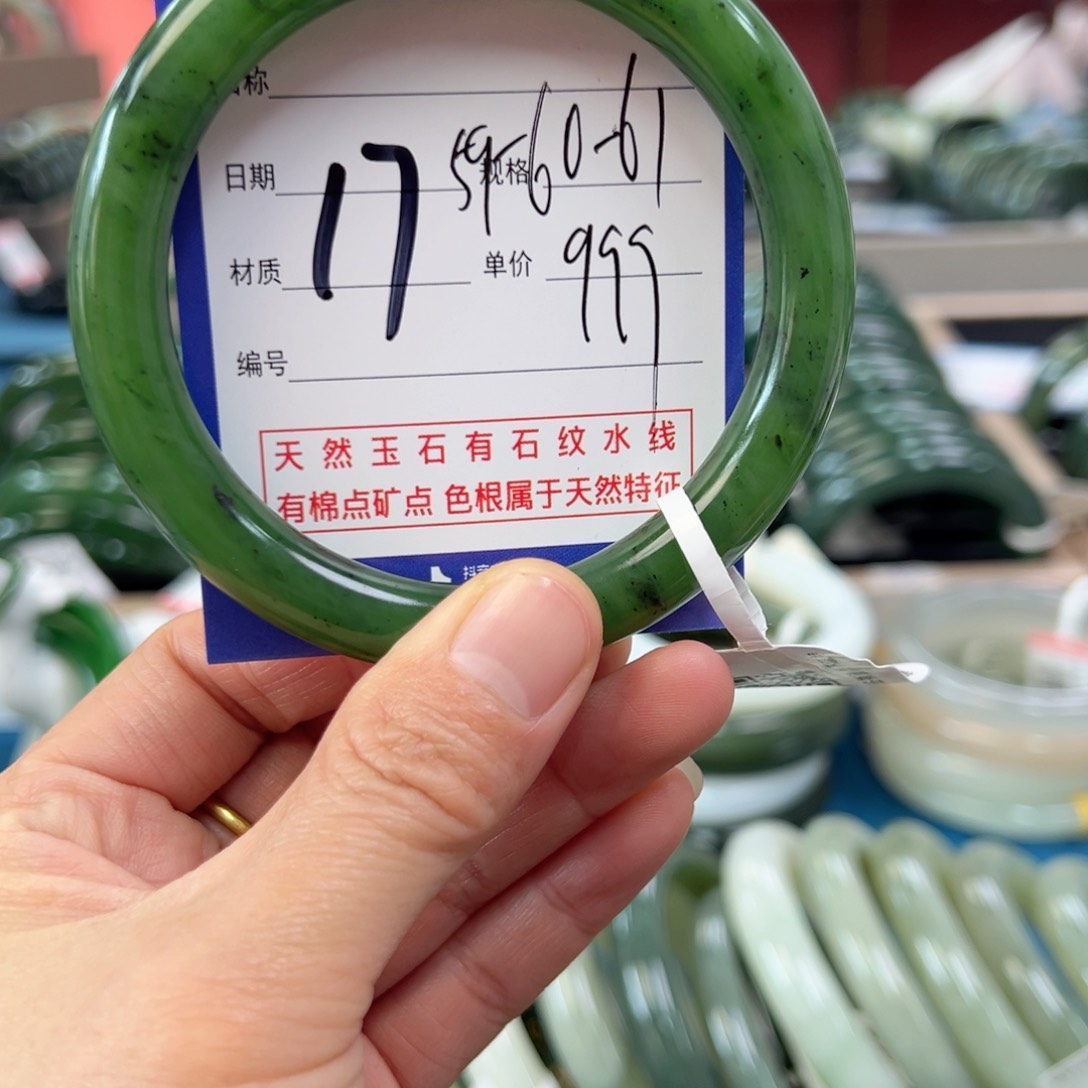 称
日期 17 规格 59-60-61
材质 单价 999
编号
天然玉石有石纹水线
有棉点矿点 色根属于天然特征
抖音